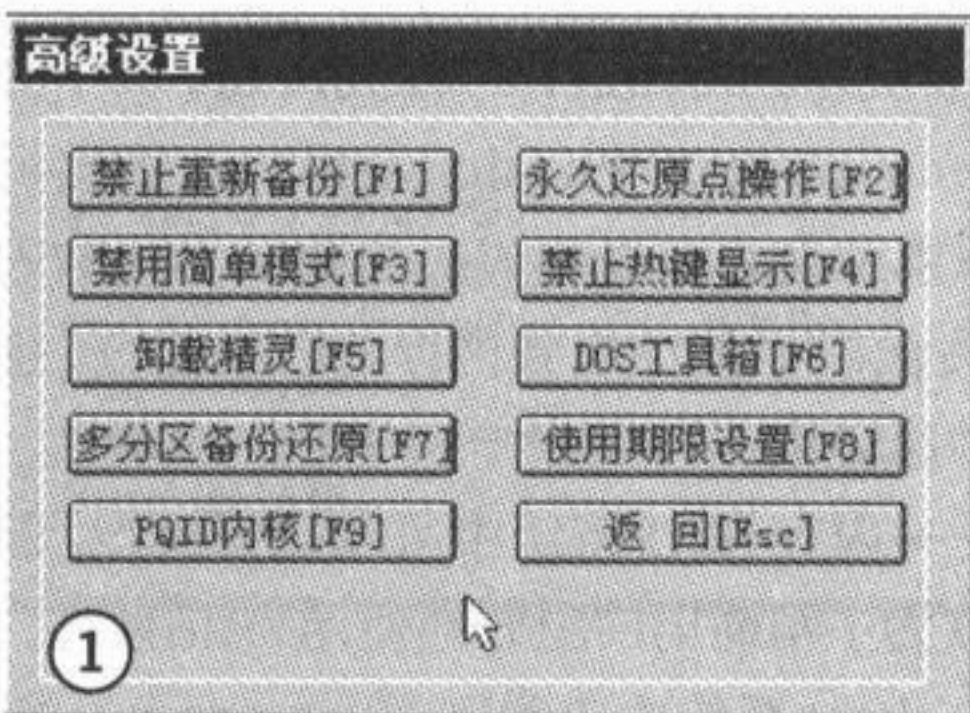 高级设置
禁止重新备份[F1] 永久还原点操作[F2]
禁用简单模式[F3] 禁止热键显示[F4]
卸载精灵[F5] DOS工具箱[F6]
多分区备份还原[F7] 使用期限设置[F8]
PQID内核[F9] 返 回[Esc]
①